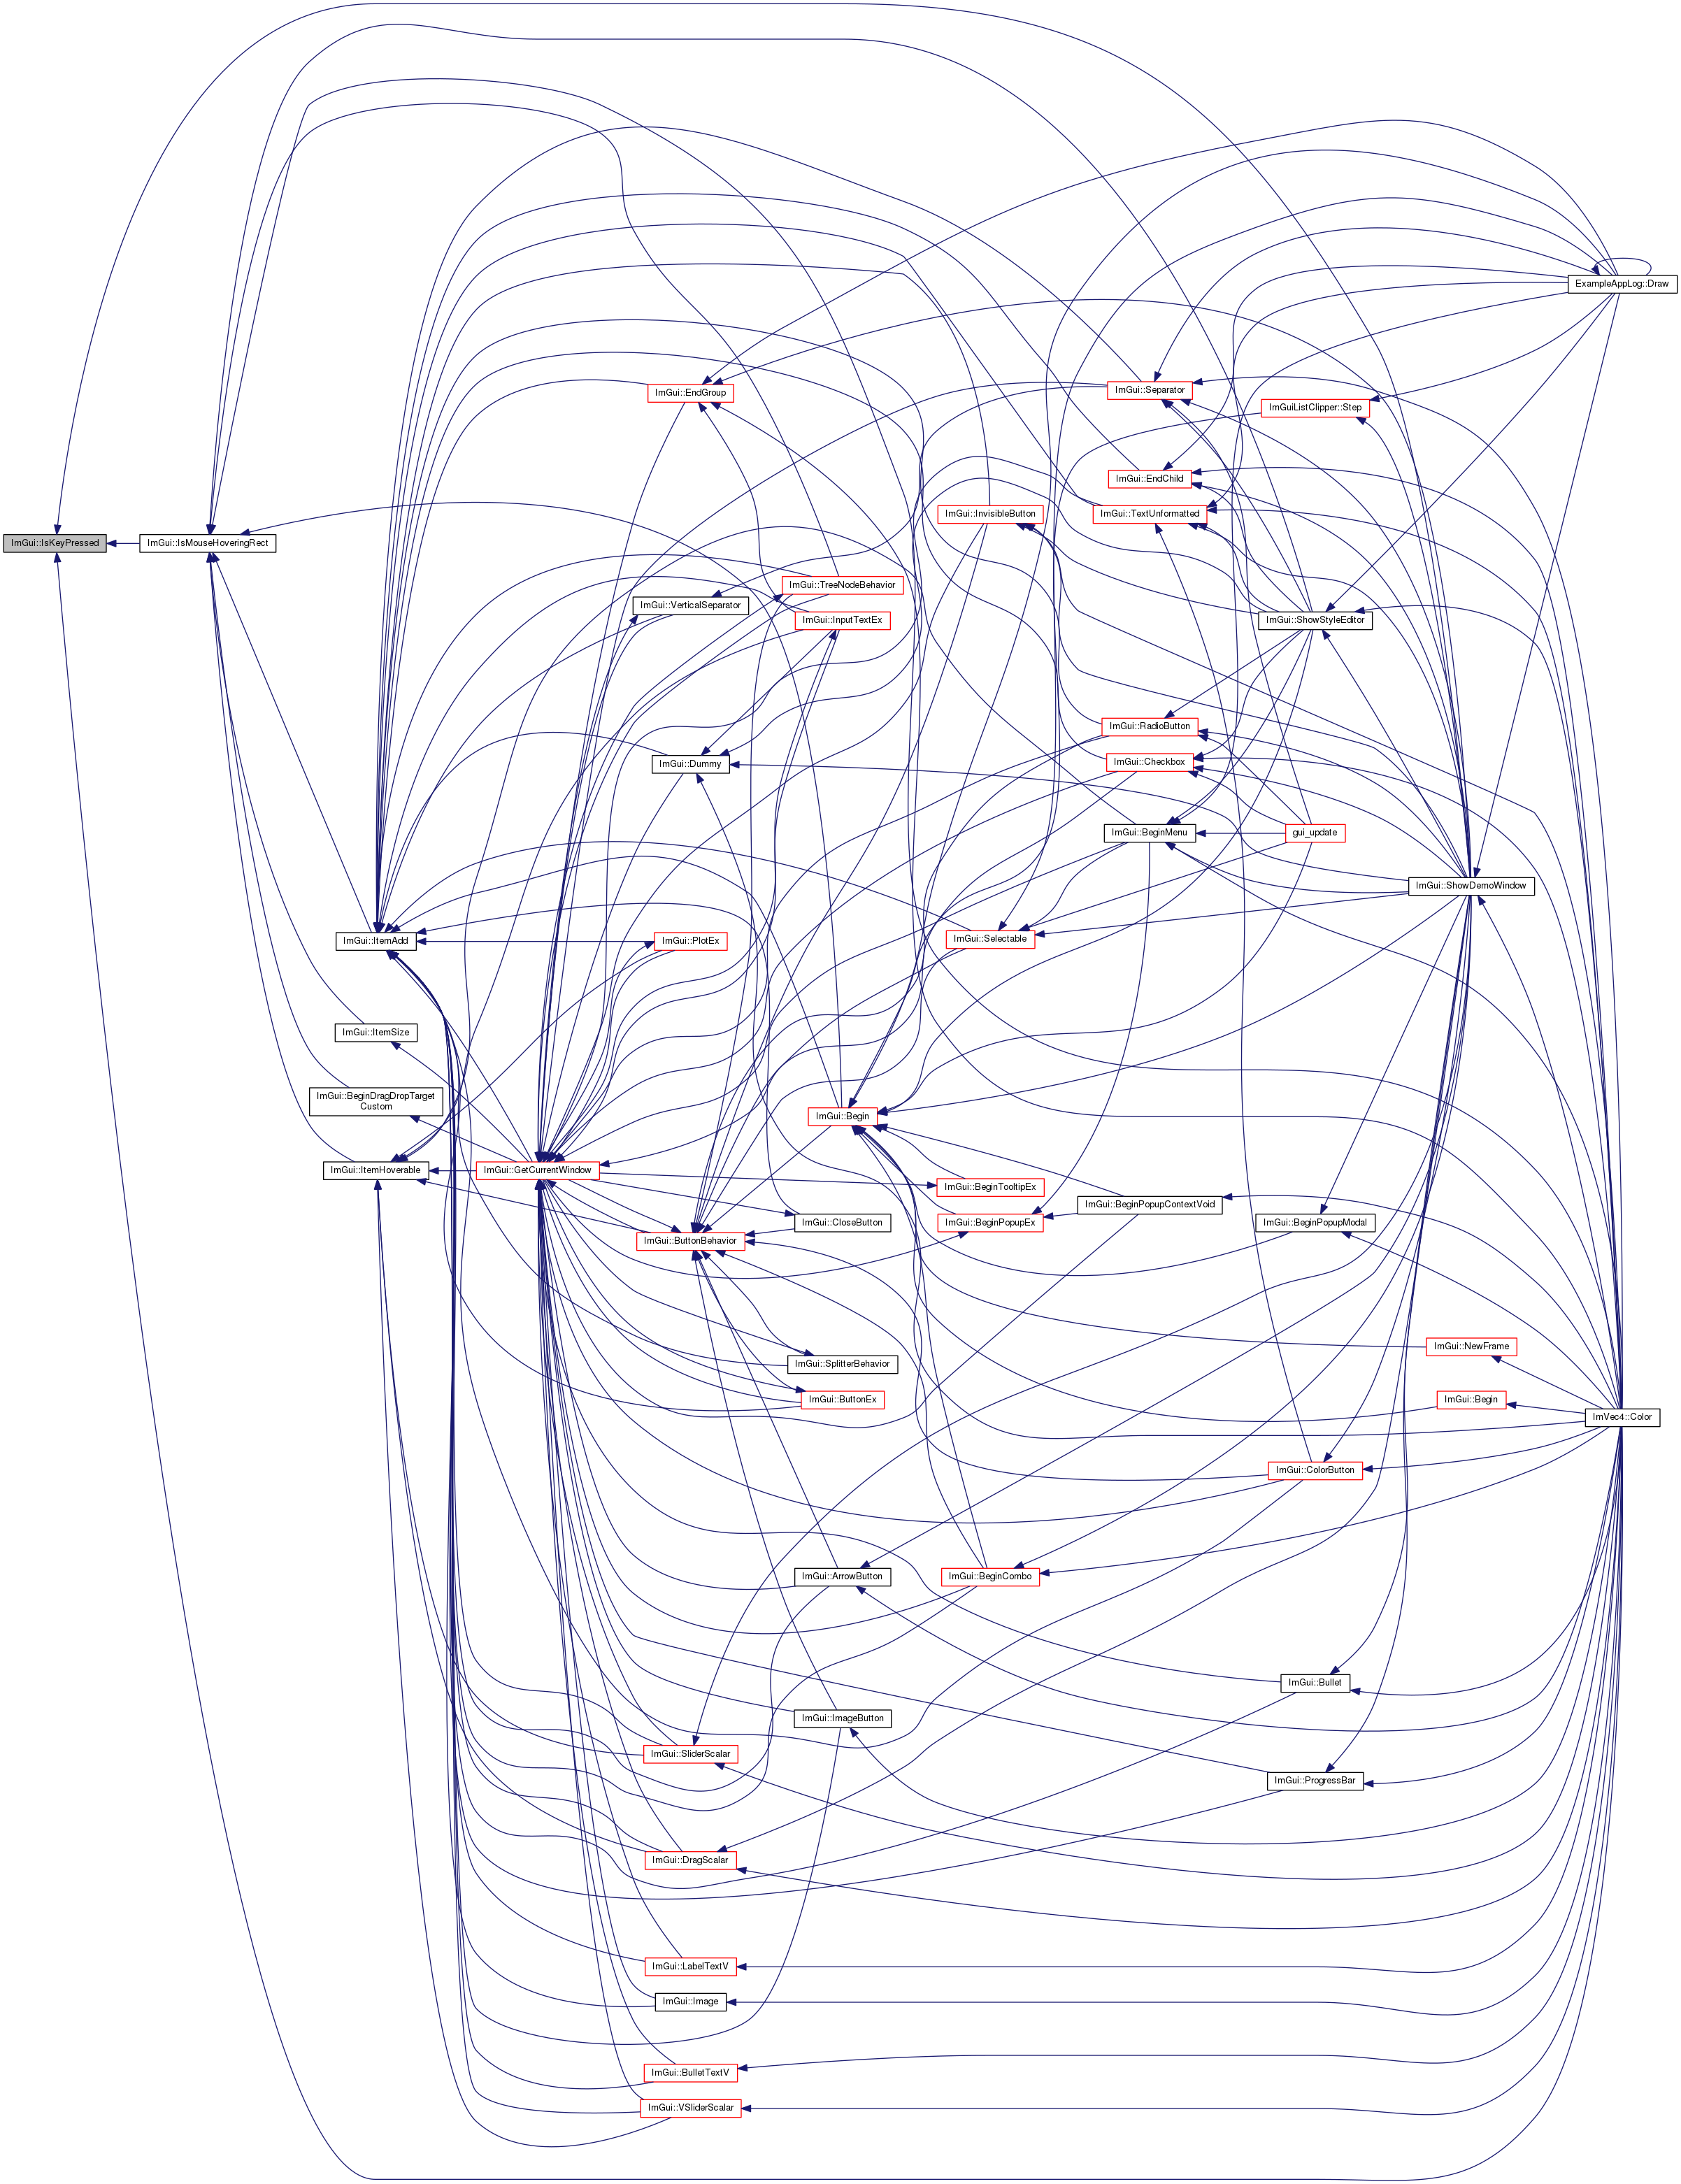 ExampleAppLog::Draw
ImGui::EndGroup
ImGui::Separator
ImGuiListClipper::Step
ImGui::EndChild
ImGui::InvisibleButton
ImGui::TextUnformatted
ImGui::IsKeyPressed
ImGui::IsMouseHoveringRect
ImGui::TreeNodeBehavior
ImGui::VerticalSeparator
ImGui::InputTextEx
ImGui::ShowStyleEditor
ImGui::RadioButton
ImGui::Dummy
ImGui::Checkbox
ImGui::BeginMenu
gui_update
ImGui::ShowDemoWindow
ImGui::ItemAdd
ImGui::PlotEx
ImGui::Selectable
ImGui::ItemSize
ImGui::BeginDragDropTarget
Custom
ImGui::Begin
ImGui::ItemHoverable
ImGui::GetCurrentWindow
ImGui::BeginTooltipEx
ImGui::BeginPopupContextVoid
ImGui::CloseButton
ImGui::BeginPopupEx
ImGui::BeginPopupModal
ImGui::ButtonBehavior
ImGui::NewFrame
ImGui::SplitterBehavior
ImGui::ButtonEx
ImGui::Begin
ImVec4::Color
ImGui::ColorButton
ImGui::ArrowButton
ImGui::BeginCombo
ImGui::Bullet
ImGui::ImageButton
ImGui::SliderScalar
ImGui::ProgressBar
ImGui::DragScalar
ImGui::LabelTextV
ImGui::Image
ImGui::BulletTextV
ImGui::VSliderScalar